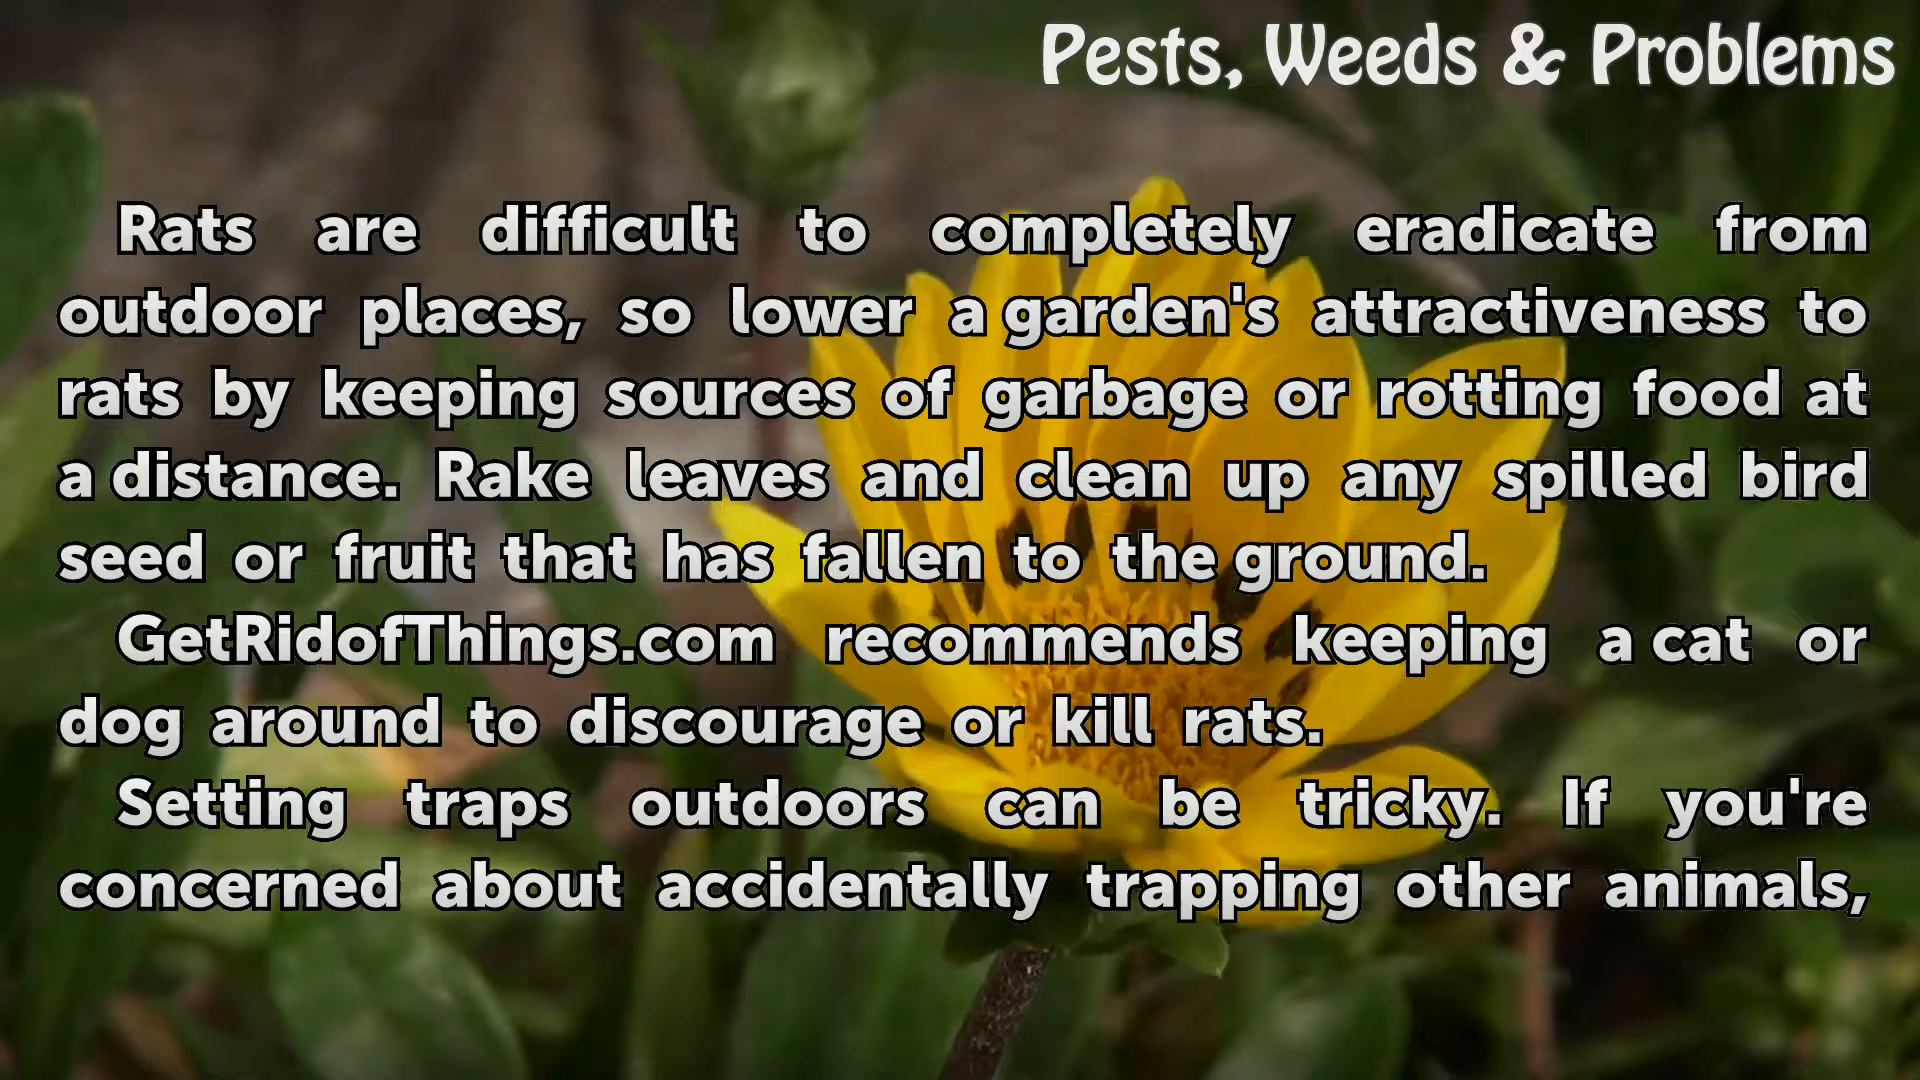 Pests, Weeds & Problems
Rats are difficult to completely eradicate from
outdoor places, so lower a garden's attractiveness to
rats by keeping sources of garbage or rotting food at
a distance. Rake leaves and clean up any spilled bird
seed or fruit that has fallen to the ground.
GetRidofThings.com recommends keeping a cat or
dog around to discourage or kill rats.
Setting traps outdoors can be tricky. If you're
concerned about accidentally trapping other animals,